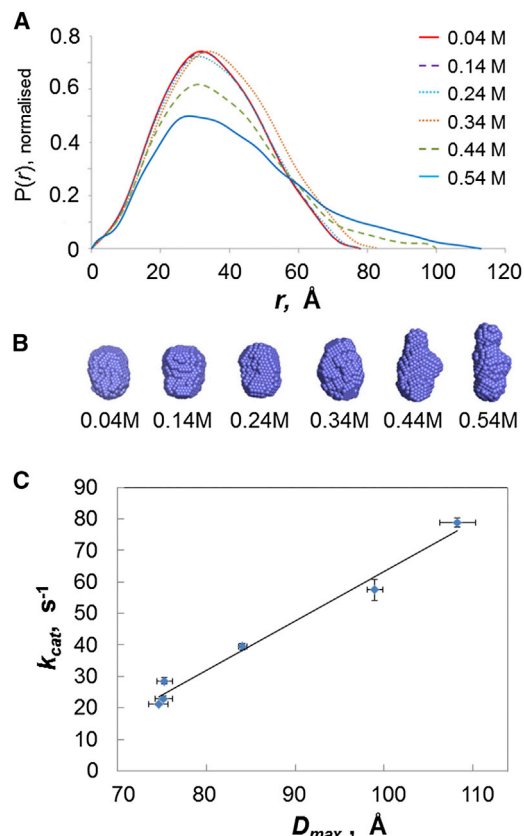 A
0.8
0.6
0.4
0.2
0
P(r), normalised
0.04 M
0.14 M
0.24 M
0.34 M
0.44 M
0.54 M
0 20 40 60 80 100 120
r, Å
B
0.04M 0.14M 0.24M 0.34M 0.44M 0.54M
C
90
80
70
60
50
40
30
20
10
0
kcat, s-1
70 80 90 100 110
Dmax, Å